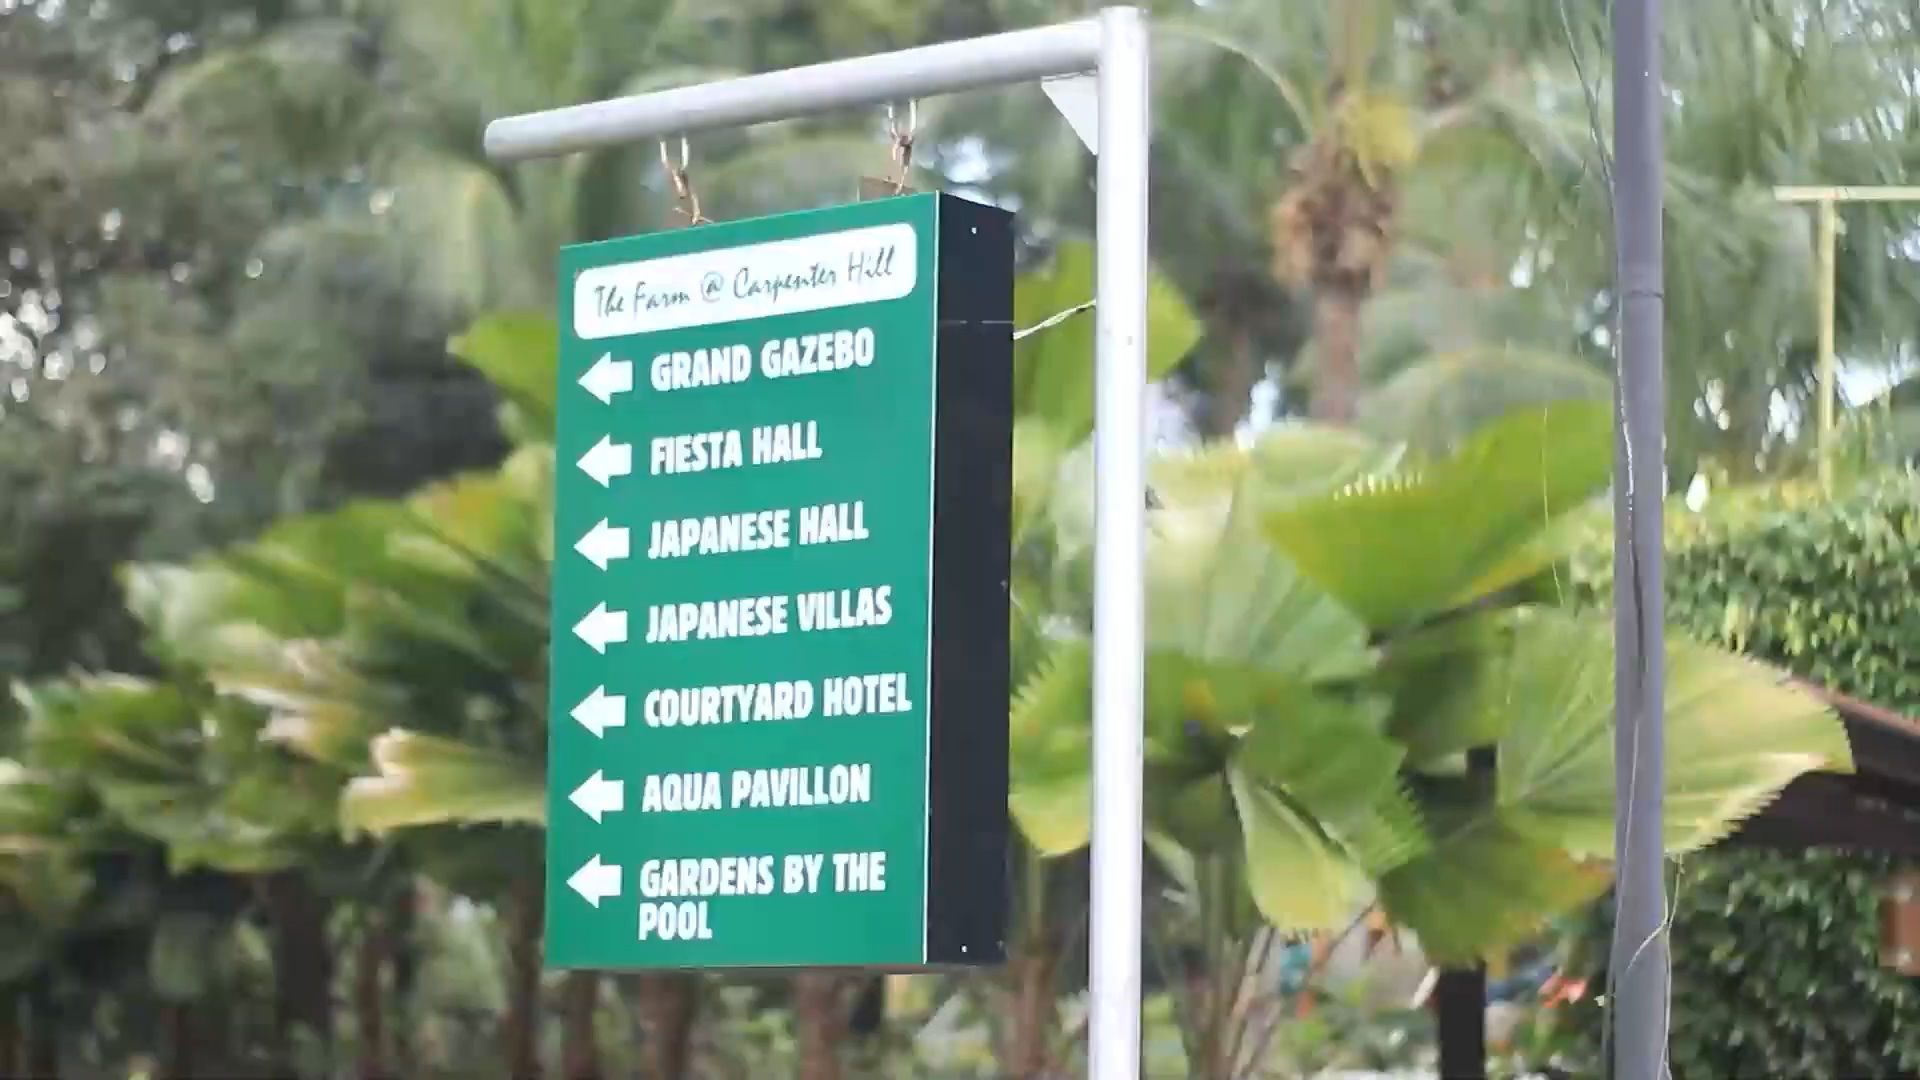 The Farm @ Carpenter Hill
GRAND GAZEBO
FIESTA HALL
JAPANESE HALL
JAPANESE VILLAS
COURTYARD HOTEL
AQUA PAVILLON
GARDENS BY THE
POOL